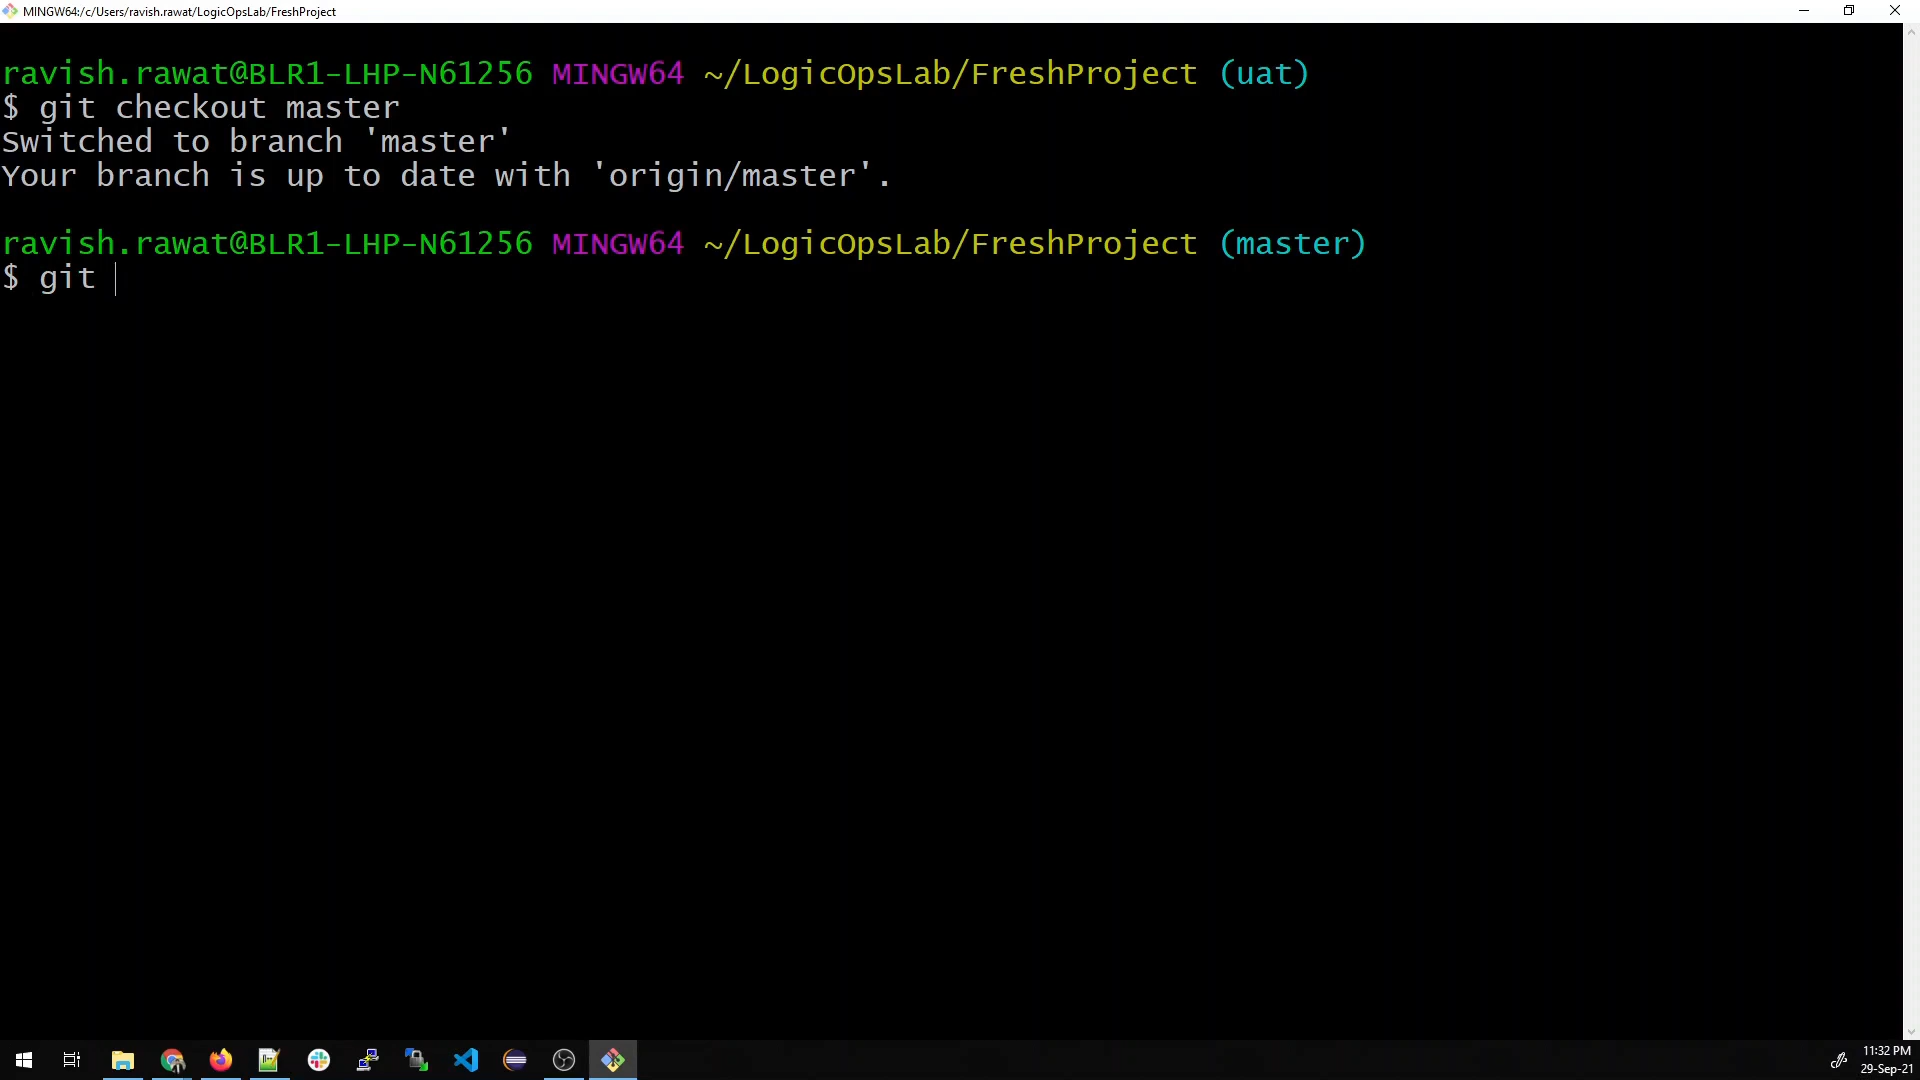 MINGW64:/c/Users/ravish.rawat/LogicOpsLab/FreshProject
ravish.rawat@BLR1-LHP-N61256 MINGW64 ~/LogicOpsLab/FreshProject (uat)
$ git checkout master
Switched to branch 'master'
Your branch is up to date with 'origin/master'.
ravish.rawat@BLR1-LHP-N61256 MINGW64 ~/LogicOpsLab/FreshProject (master)
$ git
11:32 PM
29-Sep-21